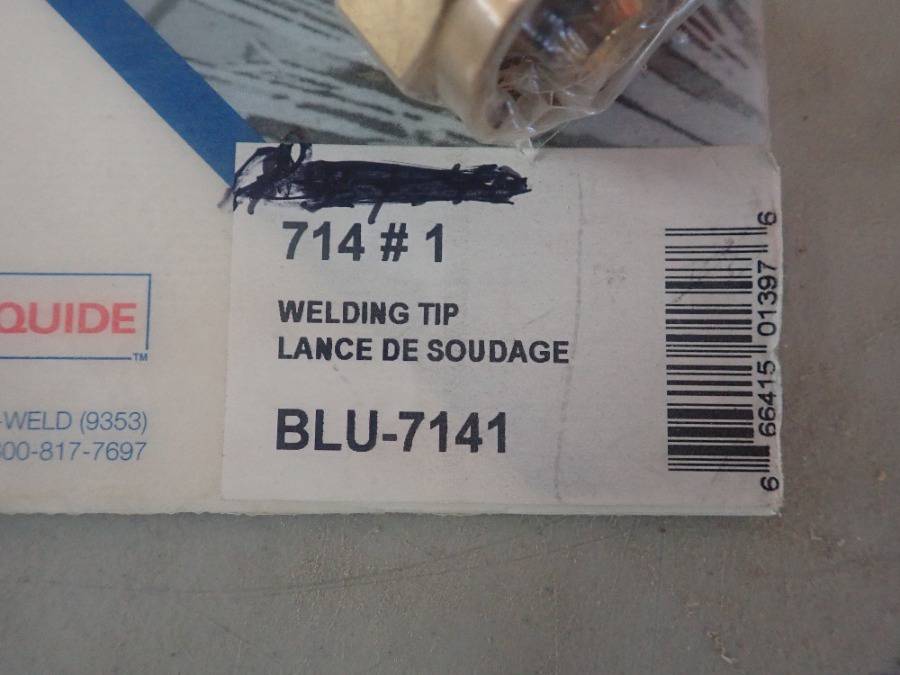 714 # 1
WELDING TIP
LANCE DE SOUDAGE
BLU-7141
QUIDE
TM
-WELD (9353)
00-817-7697
6 66415 01397 6